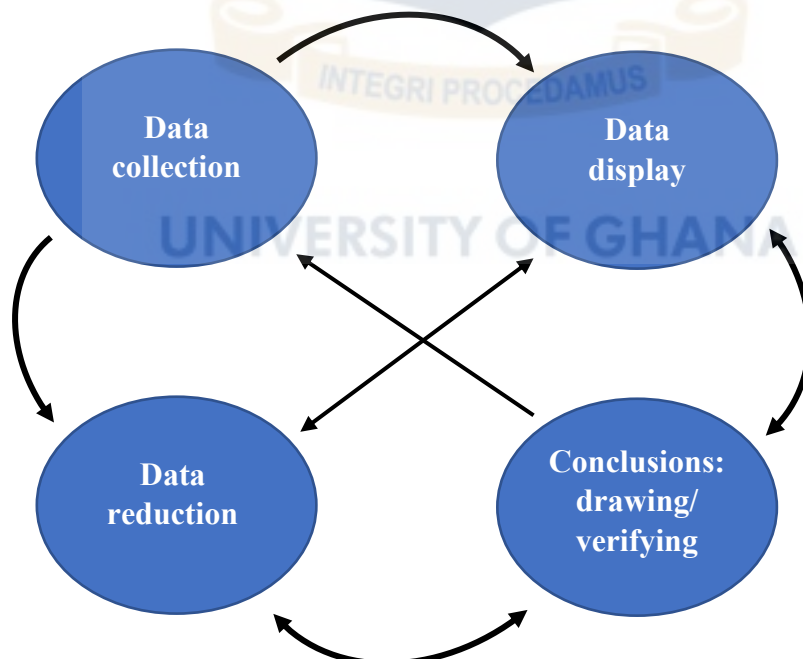 INTEGRI PROCEDAMUS
Data
collection
Data
display
UNIVERSITY OF GHANA
Data
reduction
Conclusions:
drawing/
verifying